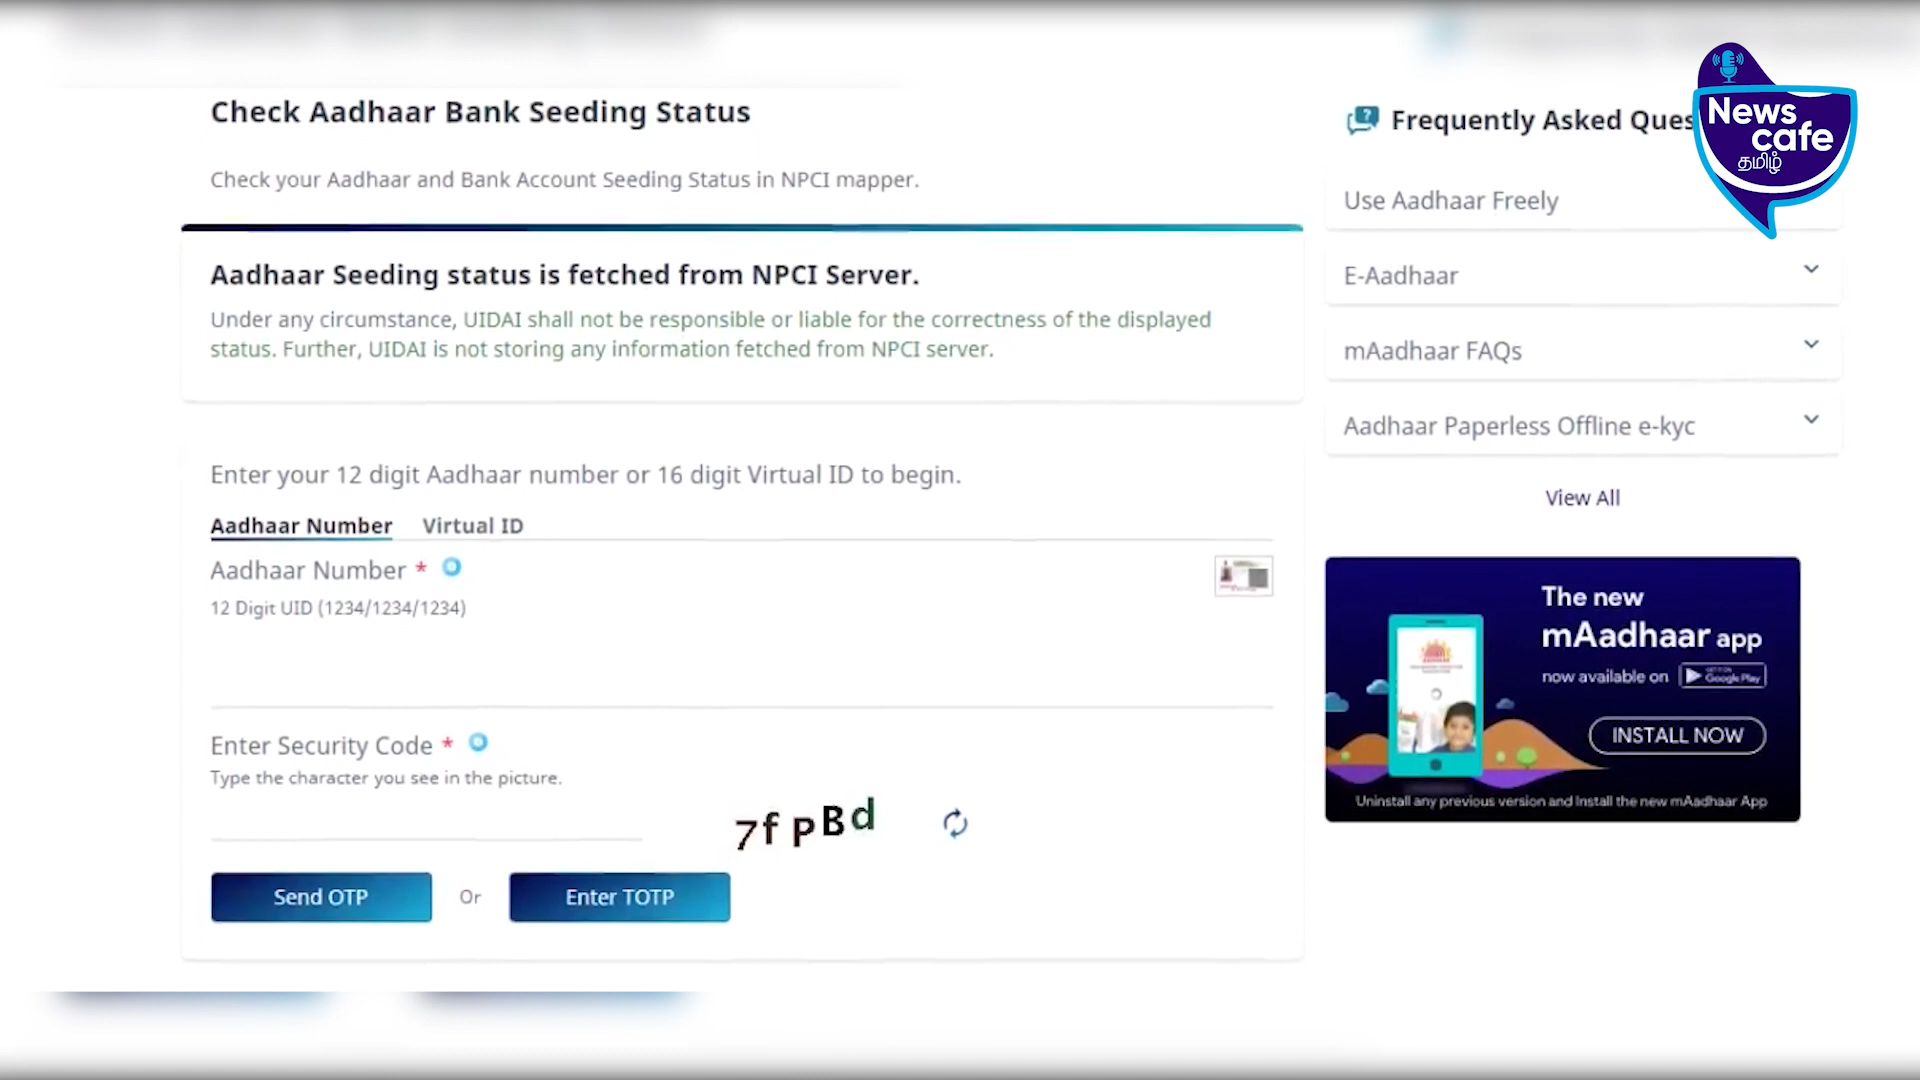 Check Aadhaar Bank Seeding Status
Check your Aadhaar and Bank Account Seeding Status in NPCI mapper.
Aadhaar Seeding status is fetched from NPCI Server.
Under any circumstance, UIDAI shall not be responsible or liable for the correctness of the displayed
status. Further, UIDAI is not storing any information fetched from NPCI server.
Enter your 12 digit Aadhaar number or 16 digit Virtual ID to begin.
Aadhaar Number Virtual ID
Aadhaar Number *
12 Digit UID (1234/1234/1234)
Enter Security Code *
Type the character you see in the picture.
7fpBd
Send OTP Or Enter TOTP
Frequently Asked Ques
Use Aadhaar Freely
E-Aadhaar
mAadhaar FAQs
Aadhaar Paperless Offline e-kyc
View All
The new
mAadhaar app
now available on GET IT ON Google Play
INSTALL NOW
Uninstall any previous version and Install the new mAadhaar App
News
cafe
தமிழ்